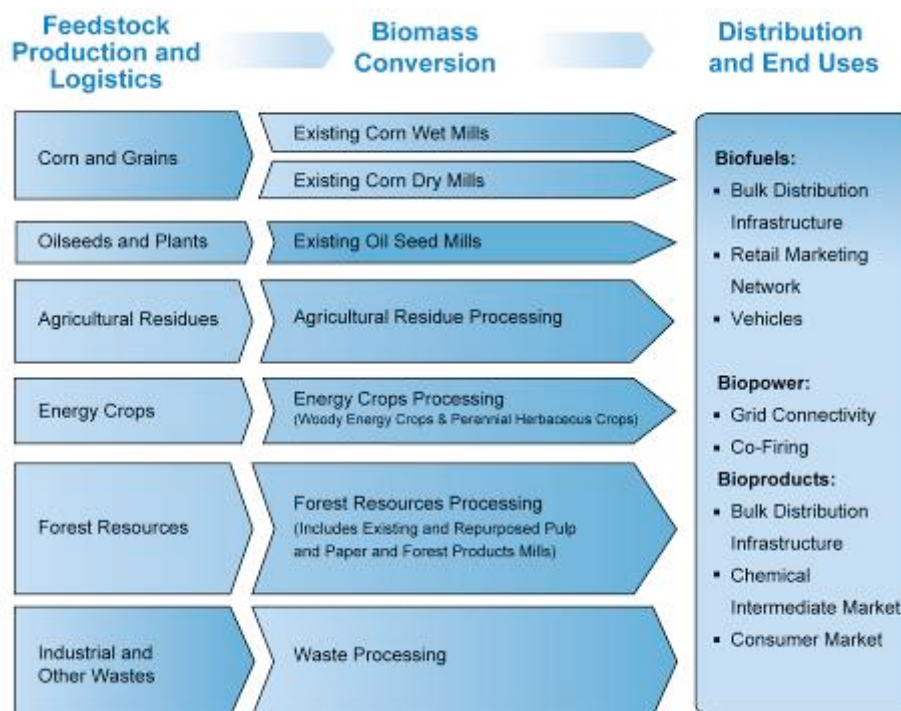 Feedstock
Production and
Logistics
Biomass
Conversion
Distribution
and End Uses
Corn and Grains
Existing Corn Wet Mills
Existing Corn Dry Mills
Oilseeds and Plants
Existing Oil Seed Mills
Agricultural Residues
Agricultural Residue Processing
Energy Crops
Energy Crops Processing
(Woody Energy Crops & Perennial Herbaceous Crops)
Forest Resources
Forest Resources Processing
(Includes Existing and Repurposed Pulp
and Paper and Forest Products Mills)
Industrial and
Other Wastes
Waste Processing
Biofuels:
▪ Bulk Distribution
Infrastructure
▪ Retail Marketing
Network
▪ Vehicles
Biopower:
▪ Grid Connectivity
▪ Co-Firing
Bioproducts:
▪ Bulk Distribution
Infrastructure
▪ Chemical
Intermediate Market
▪ Consumer Market